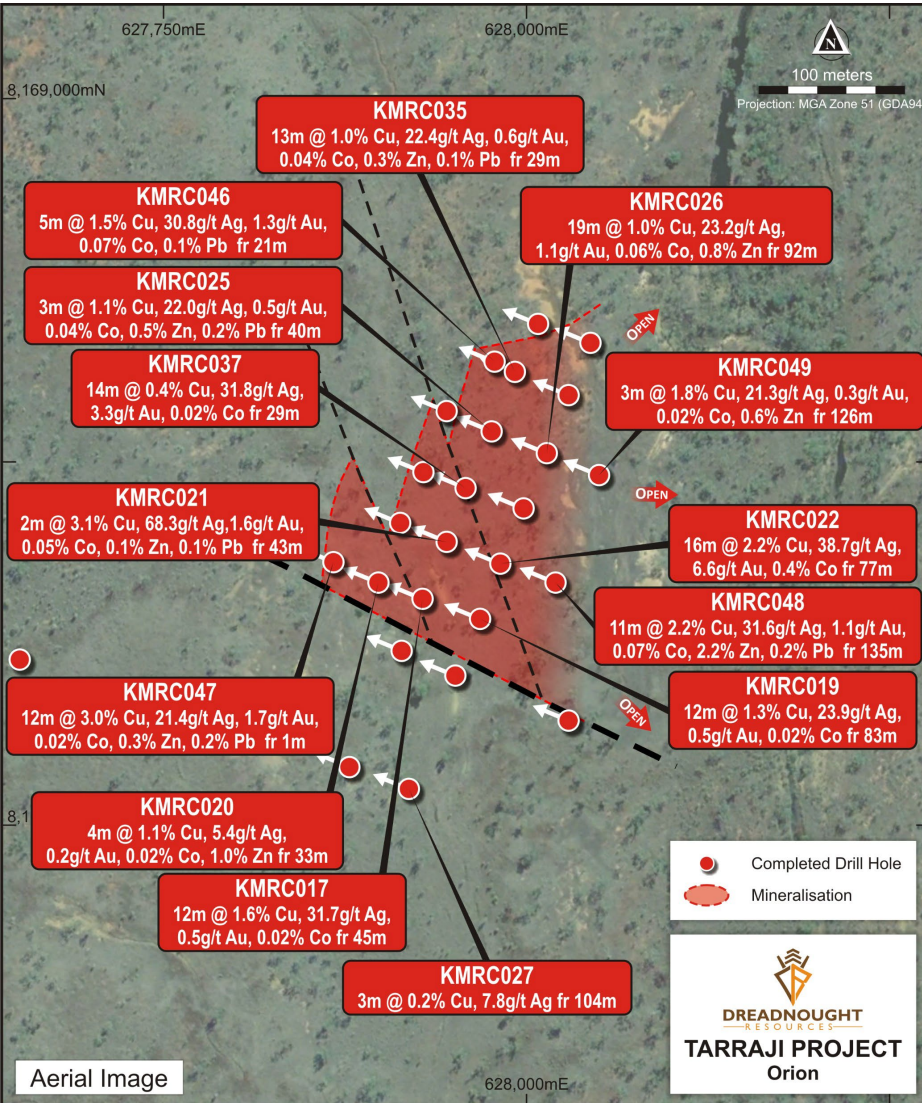 627,750mE
628,000mE
N
100 meters
Projection: MGA Zone 51 (GDA94
8,169,000mN
KMRC035
13m @ 1.0% Cu, 22.4g/t Ag, 0.6g/t Au,
0.04% Co, 0.3% Zn, 0.1% Pb fr 29m
KMRC046
5m @ 1.5% Cu, 30.8g/t Ag, 1.3g/t Au,
0.07% Co, 0.1% Pb fr 21m
KMRC026
19m @ 1.0% Cu, 23.2g/t Ag,
1.1g/t Au, 0.06% Co, 0.8% Zn fr 92m
KMRC025
3m @ 1.1% Cu, 22.0g/t Ag, 0.5g/t Au,
0.04% Co, 0.5% Zn, 0.2% Pb fr 40m
OPEN
KMRC037
14m @ 0.4% Cu, 31.8g/t Ag,
3.3g/t Au, 0.02% Co fr 29m
KMRC049
3m @ 1.8% Cu, 21.3g/t Ag, 0.3g/t Au,
0.02% Co, 0.6% Zn fr 126m
OPEN
KMRC021
2m @ 3.1% Cu, 68.3g/t Ag,1.6g/t Au,
0.05% Co, 0.1% Zn, 0.1% Pb fr 43m
KMRC022
16m @ 2.2% Cu, 38.7g/t Ag,
6.6g/t Au, 0.4% Co fr 77m
KMRC048
11m @ 2.2% Cu, 31.6g/t Ag, 1.1g/t Au,
0.07% Co, 2.2% Zn, 0.2% Pb fr 135m
KMRC047
12m @ 3.0% Cu, 21.4g/t Ag, 1.7g/t Au,
0.02% Co, 0.3% Zn, 0.2% Pb fr 1m
OPEN
KMRC019
12m @ 1.3% Cu, 23.9g/t Ag,
0.5g/t Au, 0.02% Co fr 83m
8,1
KMRC020
4m @ 1.1% Cu, 5.4g/t Ag,
0.2g/t Au, 0.02% Co, 1.0% Zn fr 33m
KMRC017
12m @ 1.6% Cu, 31.7g/t Ag,
0.5g/t Au, 0.02% Co fr 45m
KMRC027
3m @ 0.2% Cu, 7.8g/t Ag fr 104m
Completed Drill Hole
Mineralisation
DREADNOUGHT
RESOURCES
TARRAJI PROJECT
Orion
Aerial Image
628,000mE